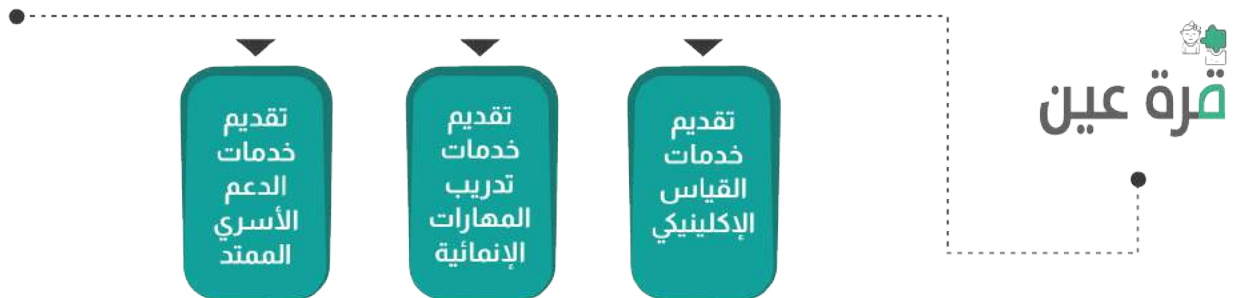 قرة عين
تقديم
خدمات
القياس
الإكلينيكي
تقديم
خدمات
تدريب
المهارات
الإنمائية
تقديم
خدمات
الدعم
الأسري
الممتد